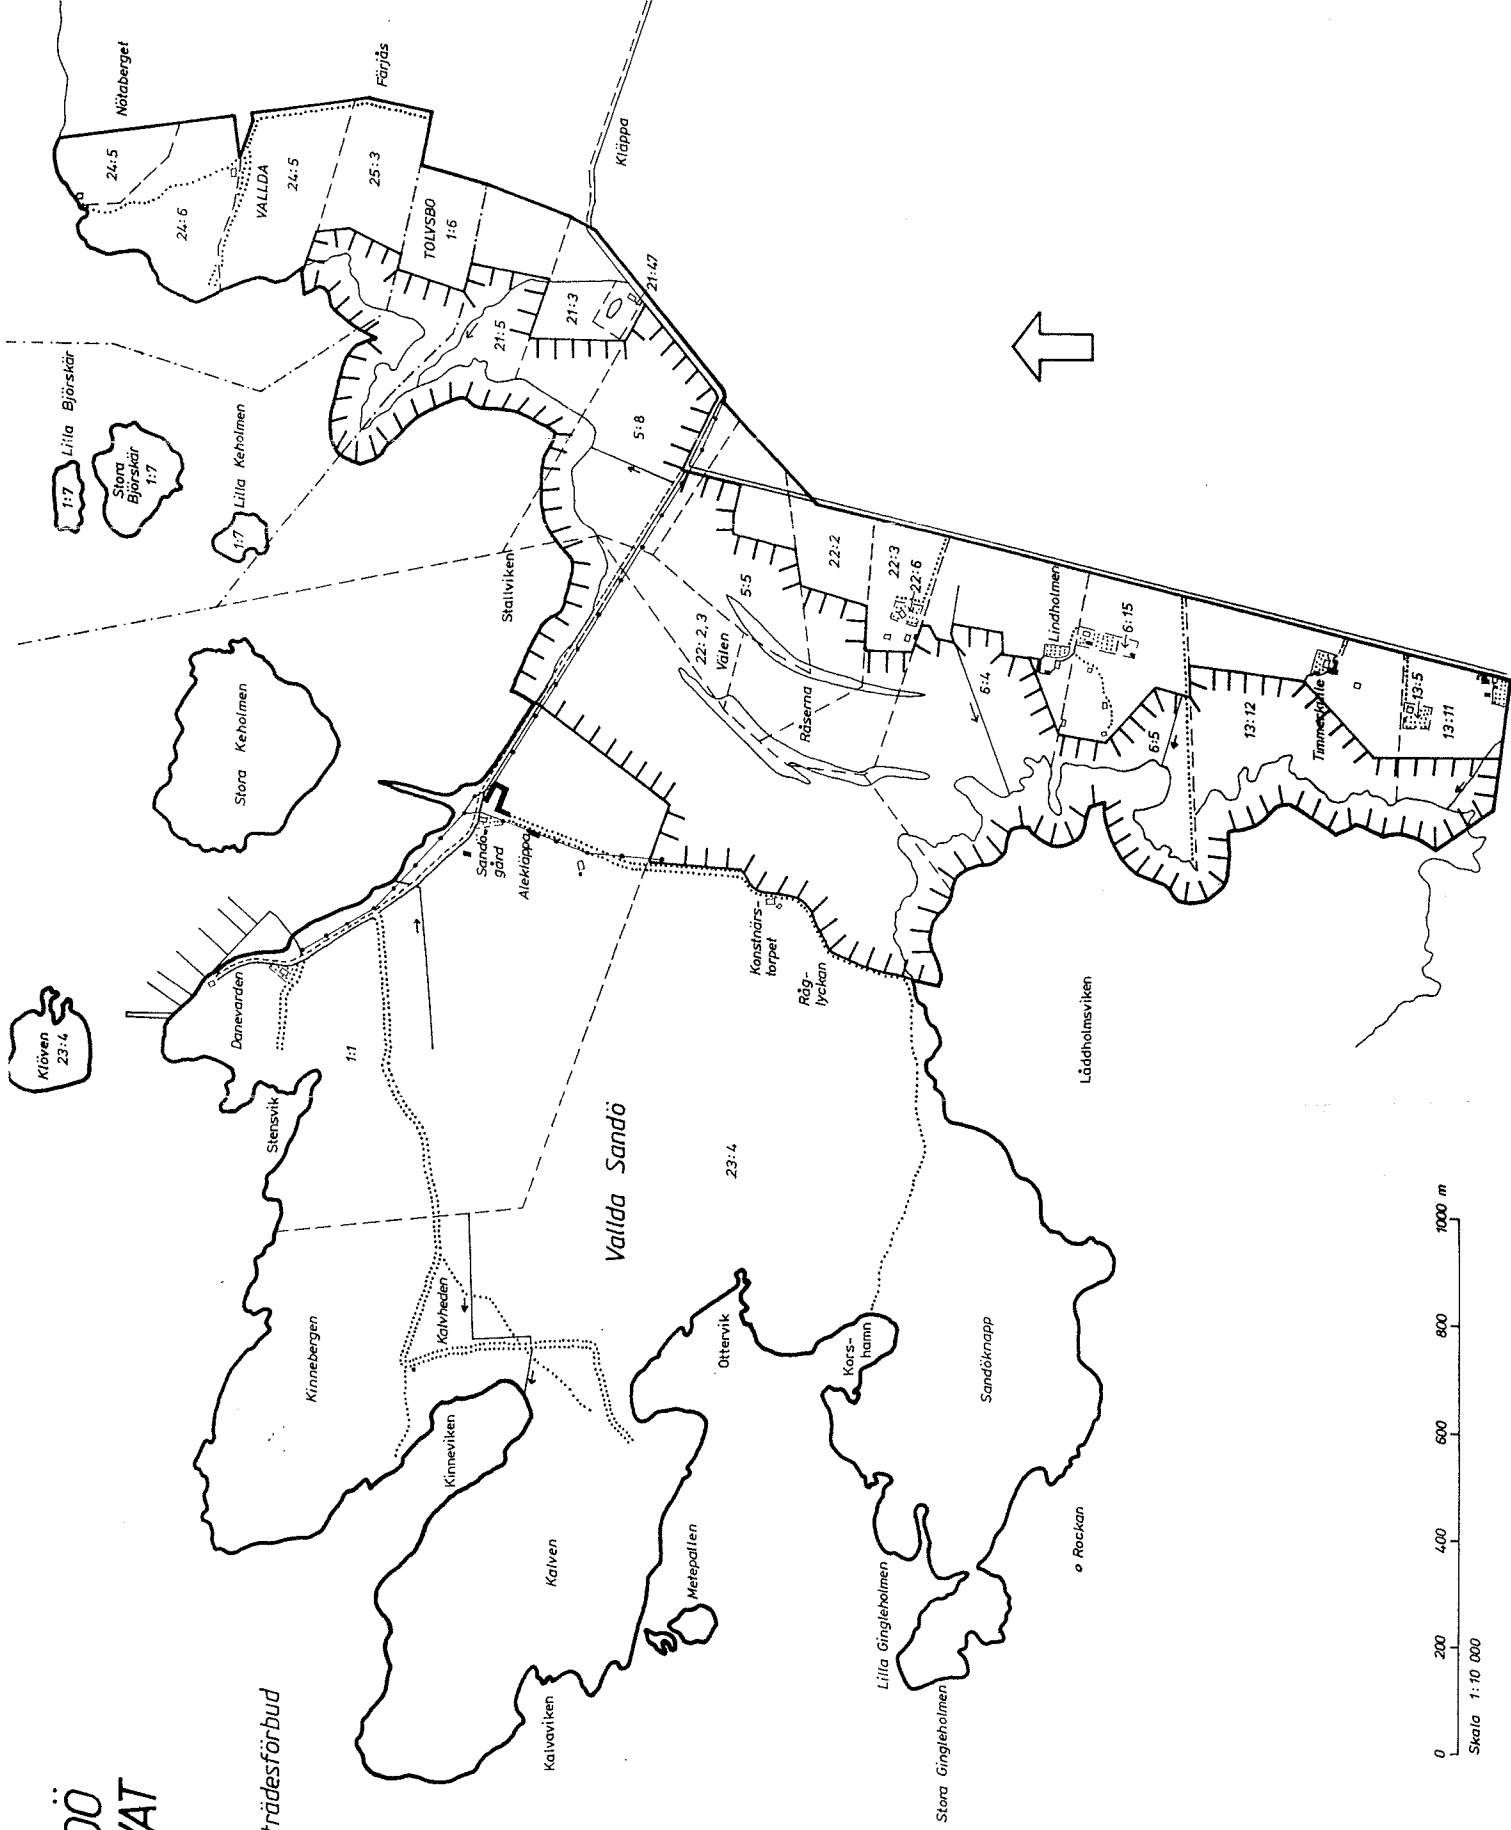 DÖ
VAT
trädesförbud
Nötaberget
Färjås
24:5
24:6
VALLDA
24:5
25:3
TOLVSBO
1:6
Kläppa
21:47
21:3
21:5
5:8
Lilla Björskär
1:7
Stora
Björskär
1:7
Lilla Keholmen
1:7
Stallviken
Stora Keholmen
Klöven
23:4
Danevarden
Stensvik
1:1
Sandö
gård
Alekläppa
Konstnärs-
torpet
Råg-
lyckan
5:5
22:2
22:3
22:6
22:2,3
Välen
Råserna
6:4
Lindholmen
6:15
6:5
13:12
13:5
13:11
Låddholmsviken
Vallda Sandö
23:4
Kinnebergen
Kalvheden
Kinneviken
Ottervik
Kors-
hamn
Sandöknapp
Kalven
Metepallen
Kalvaviken
Rockan
Lilla Gingleholmen
Stora Gingleholmen
0 200 400 600 800 1000 m
Skala 1:10 000